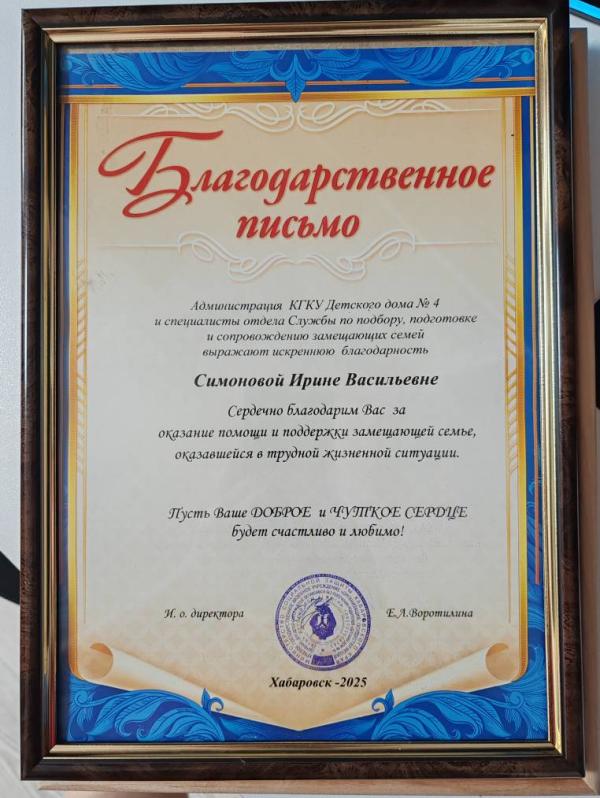 Благодарственное
письмо
Администрация КГКУ Детского дома № 4
и специалисты отдела Службы по подбору, подготовке
и сопровождению замещающих семей
выражают искреннюю благодарность
Симоновой Ирине Васильевне
Сердечно благодарим Вас за
оказание помощи и поддержки замещающей семье,
оказавшейся в трудной жизненной ситуации.
Пусть Ваше ДОБРОЕ и ЧУТКОЕ СЕРДЦЕ
будет счастливо и любимо!
И. о. директора
Е.Л.Воротилина
Хабаровск -2025